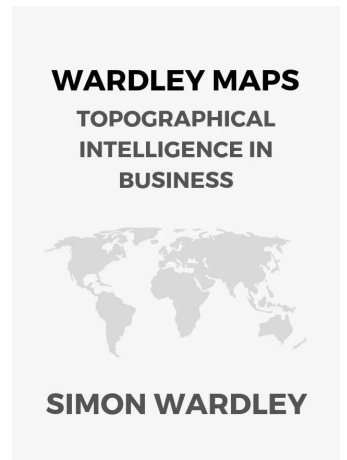 WARDLEY MAPS
TOPOGRAPHICAL
INTELLIGENCE IN
BUSINESS
SIMON WARDLEY